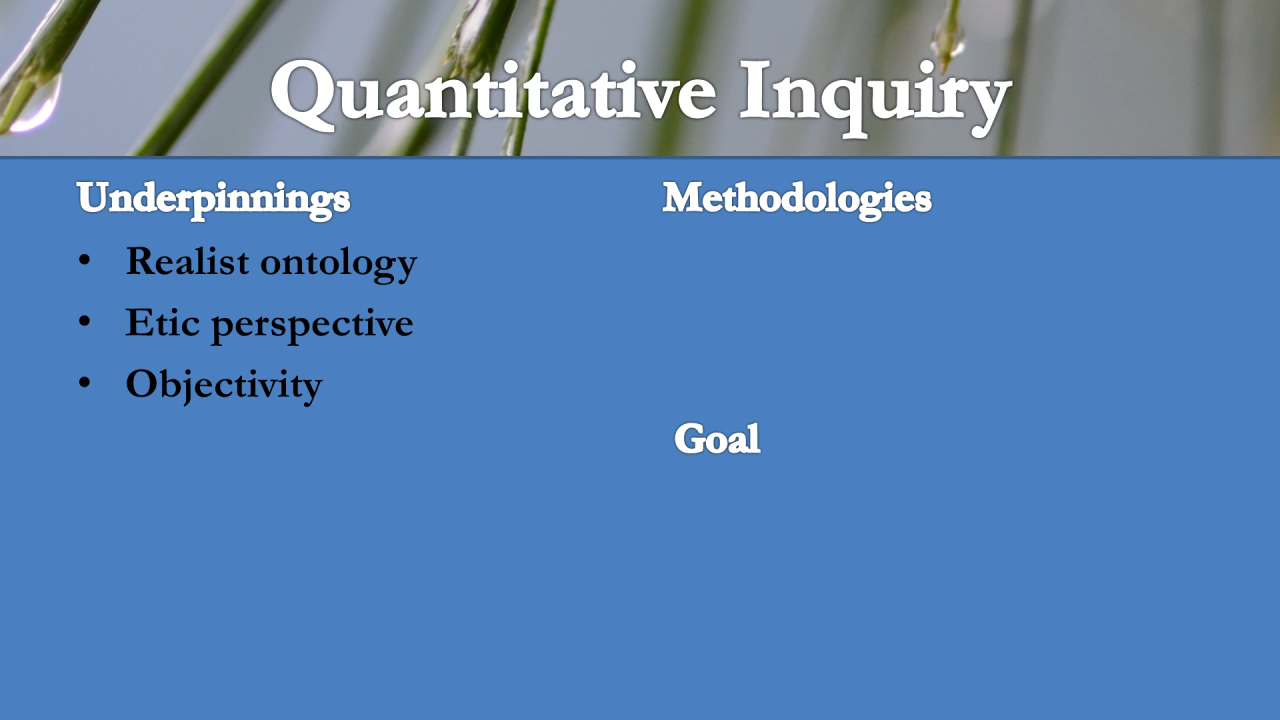 Quantitative Inquiry
Underpinnings
• Realist ontology
• Etic perspective
• Objectivity
Methodologies
Goal